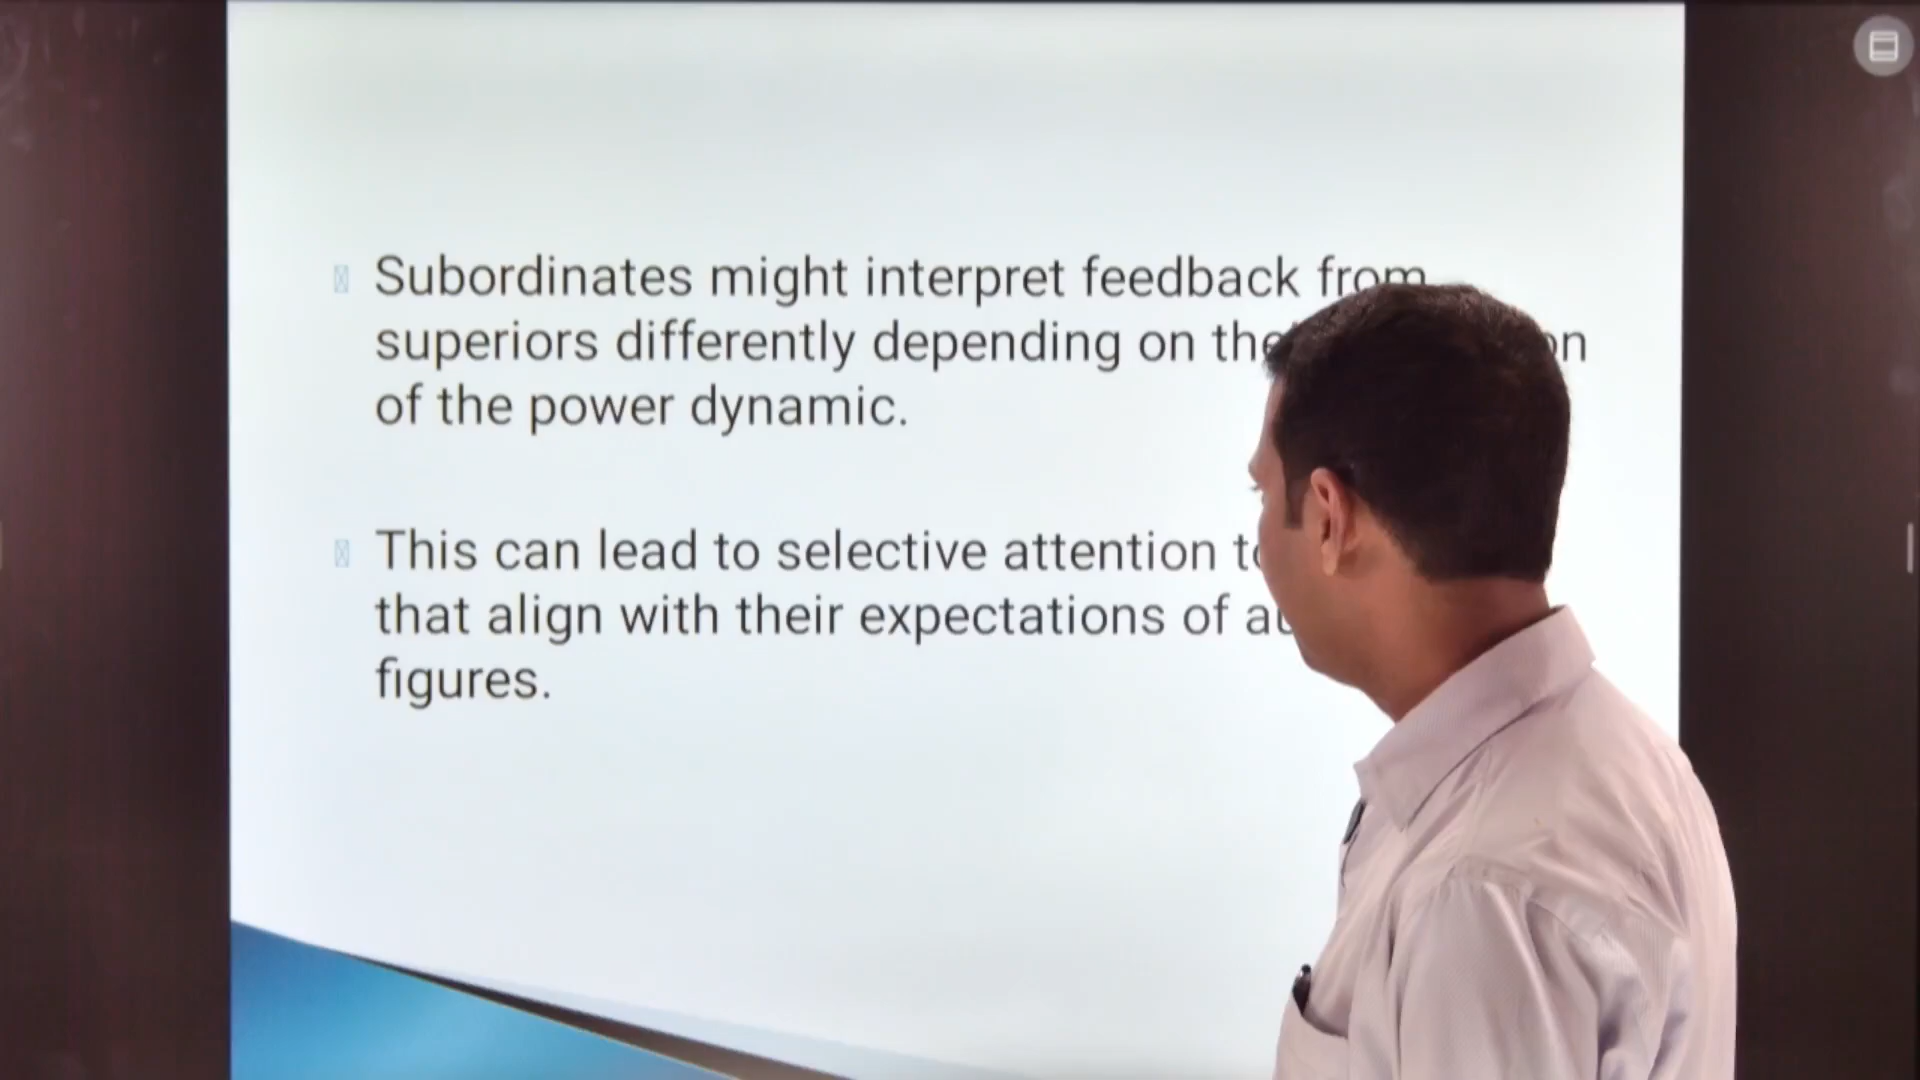 Subordinates might interpret feedback from
superiors differently depending on
of the power dynamic.
This can lead to selective attention
that align with their expectations of
figures.